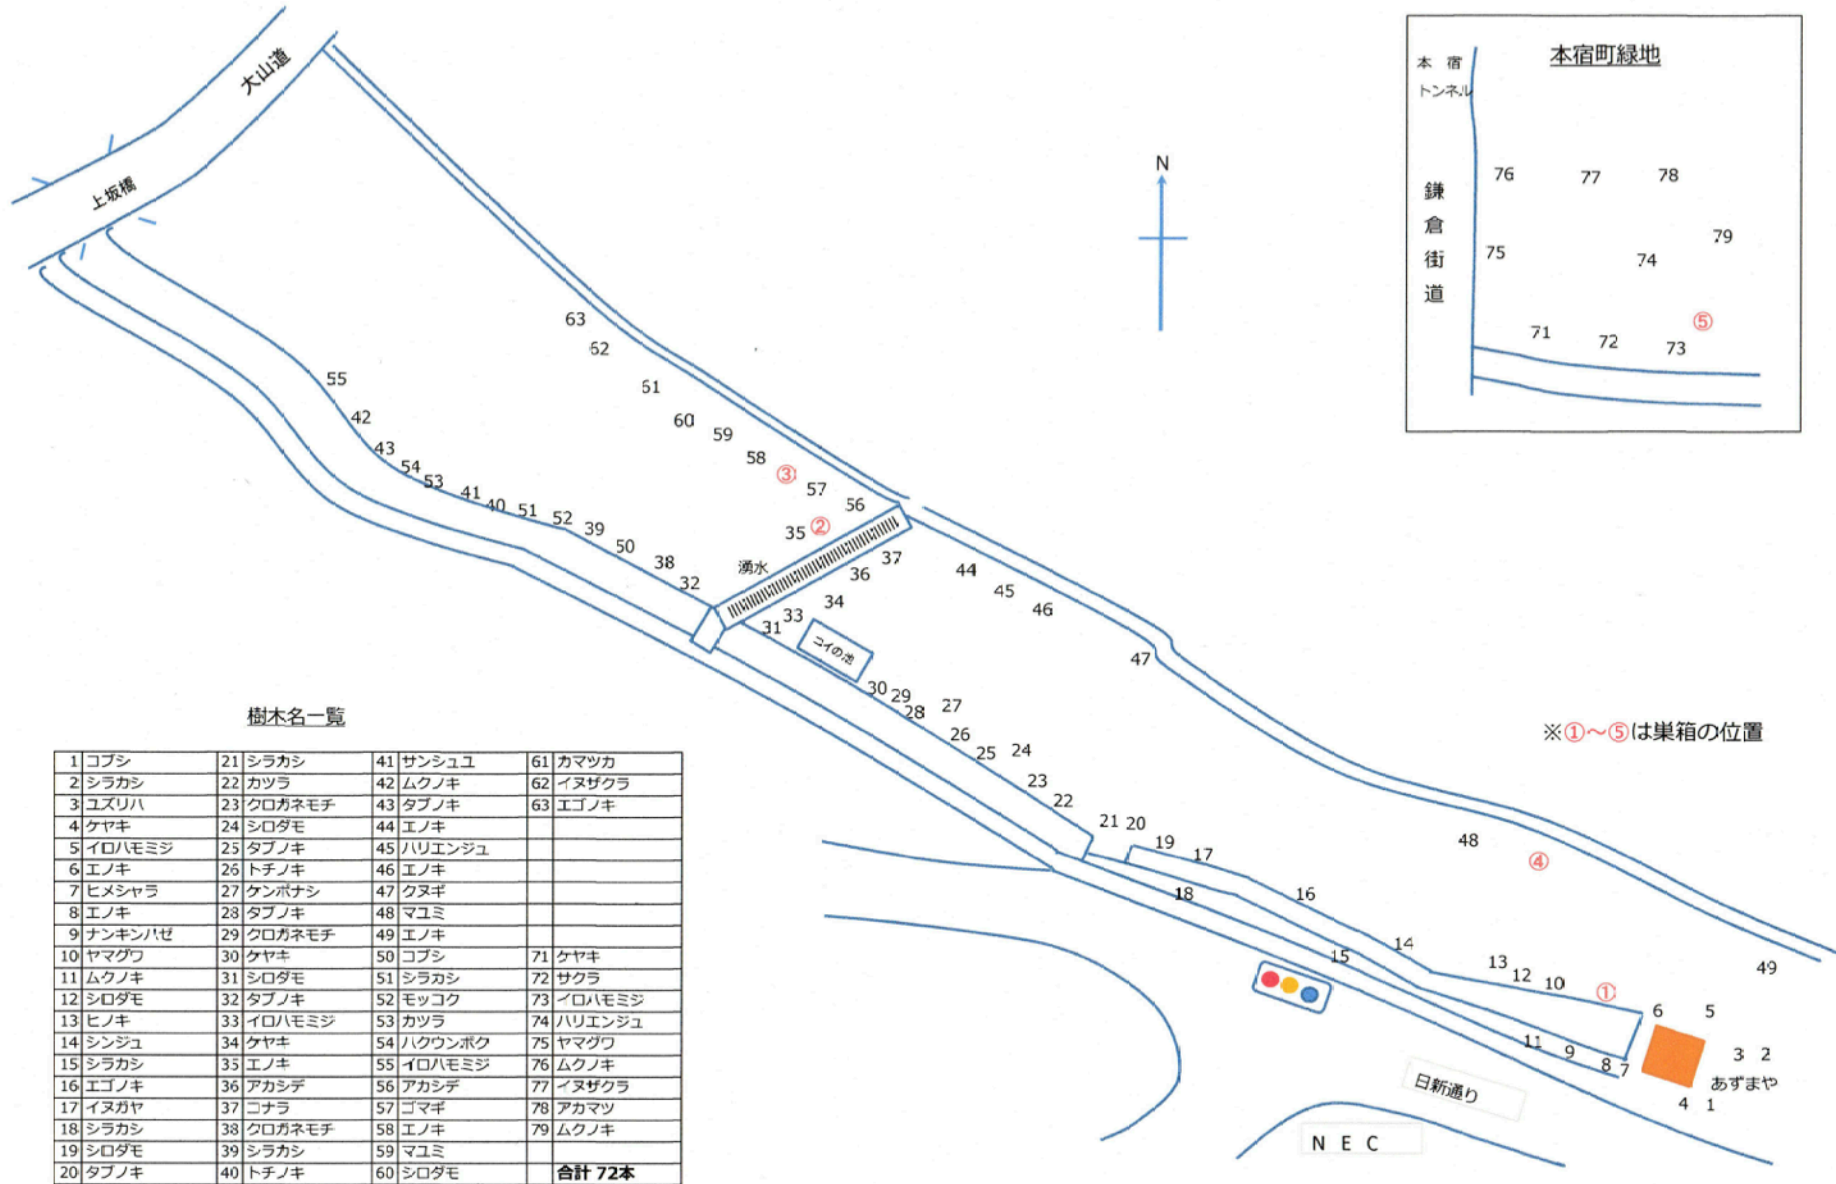 大山道
上坂橋
本宿町緑地
本 宿
トンネル
鎌倉街道
76 77 78
79
75 74
⑤
71 72 73
N
63
62
61
60 59
58
③
57
56
35 ②
55
42
43
54
53
41
40 51 52 39
50
38
32
湧水
37
36
34
33
31
コイの池
44
45
46
47
30 29 27
28
26
25 24
23
22
21 20
19
17
18
16
14
15
48
④
※①～⑤は巣箱の位置
49
13
12 10
①
6 5
11 9
8 7
3 2
あずまや
4 1
日新通り
N E C
樹木名一覧
1 コブシ 21 シラカシ 41 サンシュユ 61 カマツカ
2 シラカシ 22 カツラ 42 ムクノキ 62 イヌザクラ
3 ユズリハ 23 クロガネモチ 43 タブノキ 63 エゴノキ
4 ケヤキ 24 シロダモ 44 エノキ
5 イロハモミジ 25 タブノキ 45 ハリエンジュ
6 エノキ 26 トチノキ 46 エノキ
7 ヒメシャラ 27 ケンポナシ 47 クヌギ
8 エノキ 28 タブノキ 48 マユミ
9 ナンキンハゼ 29 クロガネモチ 49 エノキ
10 ヤマグワ 30 ケヤキ 50 コブシ 71 ケヤキ
11 ムクノキ 31 シロダモ 51 シラカシ 72 サクラ
12 シロダモ 32 タブノキ 52 モッコク 73 イロハモミジ
13 ヒノキ 33 イロハモミジ 53 カツラ 74 ハリエンジュ
14 シンジュ 34 ケヤキ 54 ハクウンボク 75 ヤマグワ
15 シラカシ 35 エノキ 55 イロハモミジ 76 ムクノキ
16 エゴノキ 36 アカシデ 56 アカシデ 77 イヌザクラ
17 イヌガヤ 37 コナラ 57 ゴマギ 78 アカマツ
18 シラカシ 38 クロガネモチ 58 エノキ 79 ムクノキ
19 シロダモ 39 シラカシ 59 マユミ
20 タブノキ 40 トチノキ 60 シロダモ 合計 72本